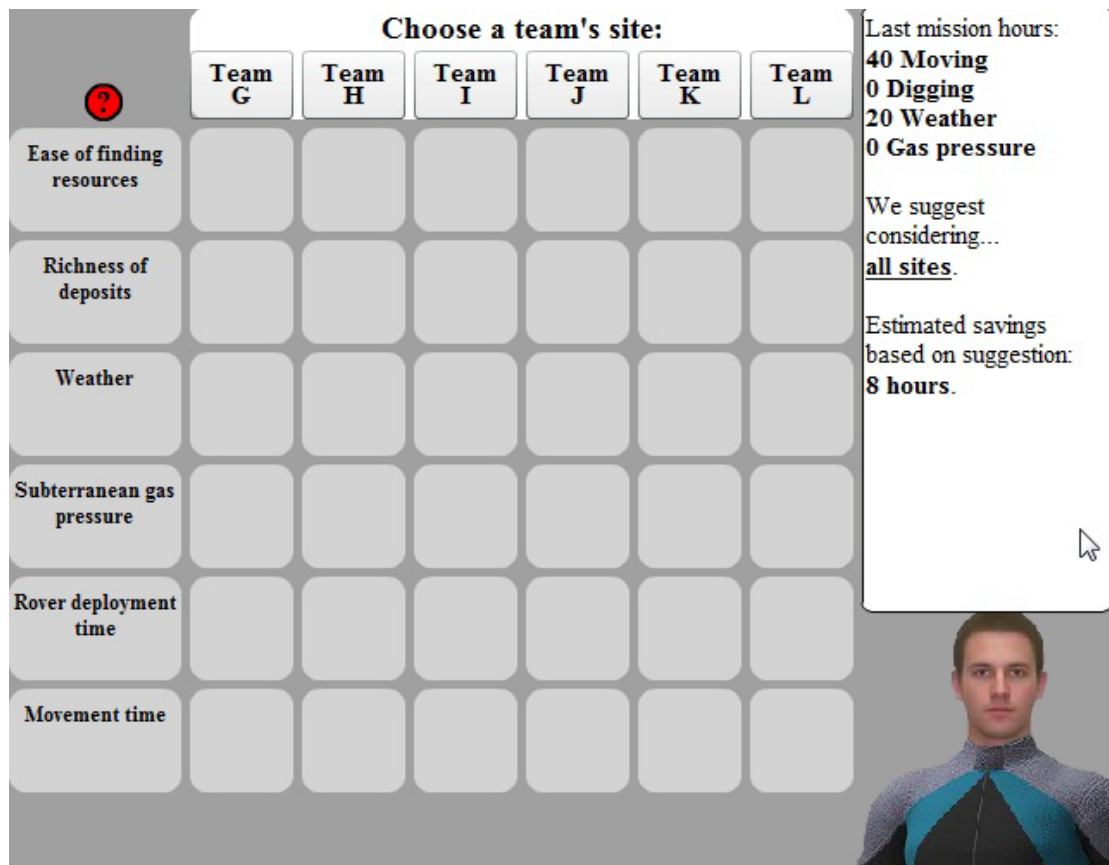 Choose a team's site:
Team
G
Team
H
Team
I
Team
J
Team
K
Team
L
?
Ease of finding
resources
Richness of
deposits
Weather
Subterranean gas
pressure
Rover deployment
time
Movement time
Last mission hours:
40 Moving
0 Digging
20 Weather
0 Gas pressure
We suggest
considering...
all sites.
Estimated savings
based on suggestion:
8 hours.